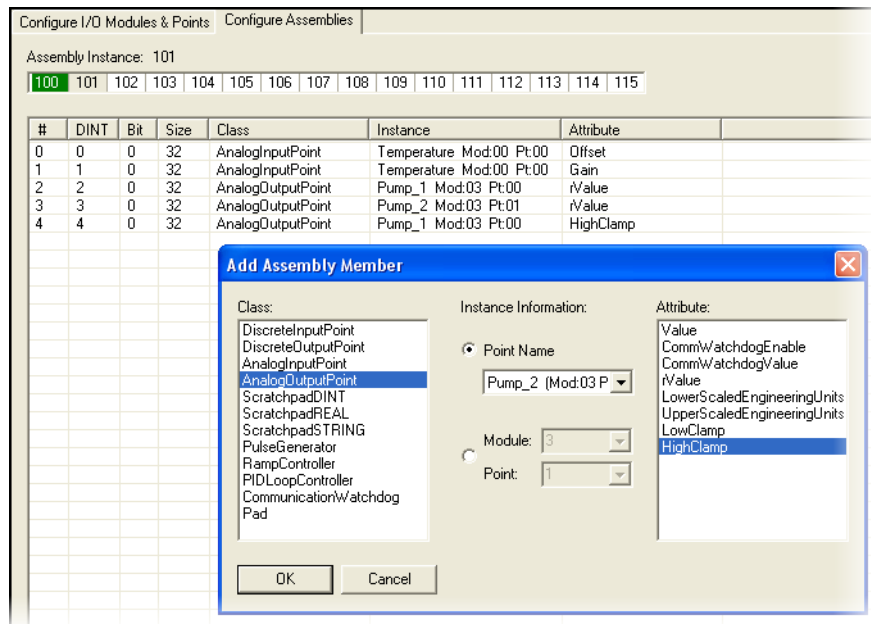 Configure I/O Modules & Points Configure Assemblies
Assembly Instance: 101
100 101 102 103 104 105 106 107 108 109 110 111 112 113 114 115
# DINT Bit Size Class Instance Attribute
0 0 0 32 AnalogInputPoint Temperature Mod:00 Pt:00 Offset
1 1 0 32 AnalogInputPoint Temperature Mod:00 Pt:00 Gain
2 2 0 32 AnalogOutputPoint Pump_1 Mod:03 Pt:00 rValue
3 3 0 32 AnalogOutputPoint Pump_2 Mod:03 Pt:01 rValue
4 4 0 32 AnalogOutputPoint Pump_1 Mod:03 Pt:00 HighClamp
Add Assembly Member
Class:
DiscreteInputPoint
DiscreteOutputPoint
AnalogInputPoint
AnalogOutputPoint
ScratchpadDINT
ScratchpadREAL
ScratchpadSTRING
PulseGenerator
RampController
PIDLoopController
CommunicationWatchdog
Pad
Instance Information:
Point Name
Pump_2 (Mod:03 P
Module: 3
Point: 1
Attribute:
Value
CommWatchdogEnable
CommWatchdogValue
rValue
LowerScaledEngineeringUnits
UpperScaledEngineeringUnits
LowClamp
HighClamp
OK Cancel